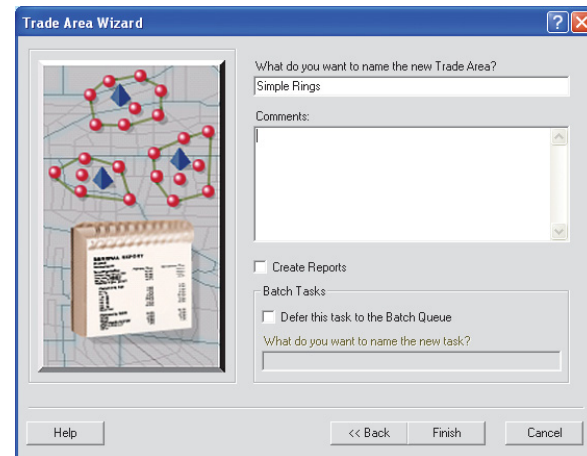 Trade Area Wizard
What do you want to name the new Trade Area?
Simple Rings
Comments:
Create Reports
Batch Tasks
Defer this task to the Batch Queue
What do you want to name the new task?
Help
<< Back
Finish
Cancel